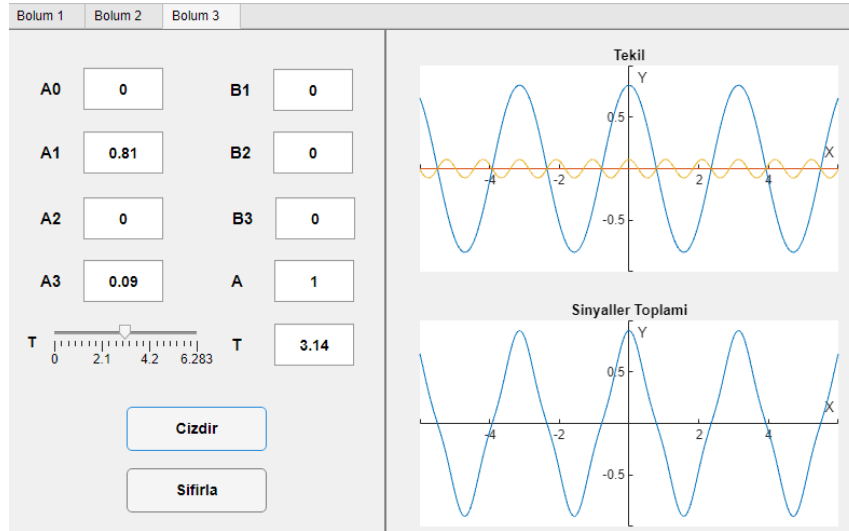 Bolum 1 Bolum 2 Bolum 3
A0 0 B1 0
A1 0.81 B2 0
A2 0 B3 0
A3 0.09 A 1
T 0 2.1 4.2 6.283 T 3.14
Cizdir
Sifirla
Tekil
Y
0.5
X
-4 -2 2 4
-0.5
Sinyaller Toplami
Y
0.5
X
-4 -2 2 4
-0.5